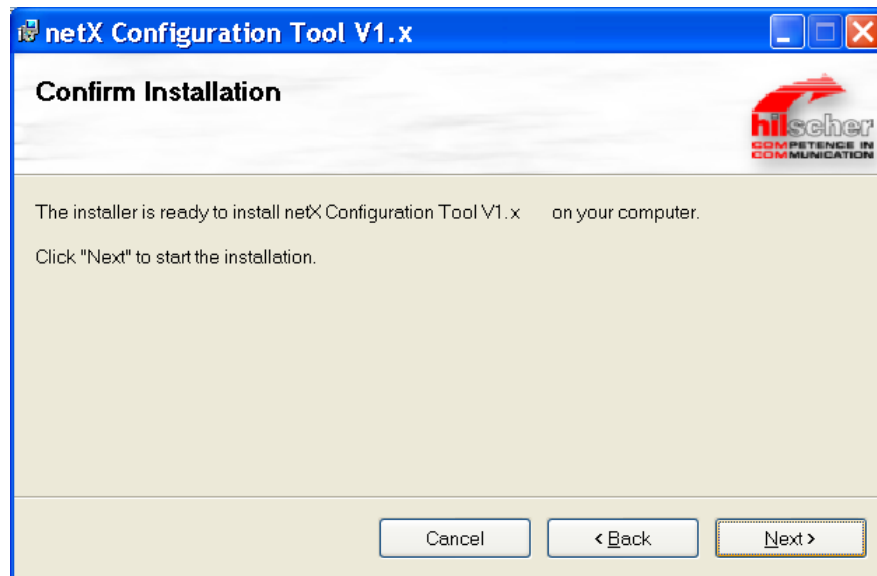 netX Configuration Tool V1.x
Confirm Installation
hilscher
COMPETENCE IN
COMMUNICATION
The installer is ready to install netX Configuration Tool V1.x on your computer.
Click "Next" to start the installation.
Cancel
< Back
Next >